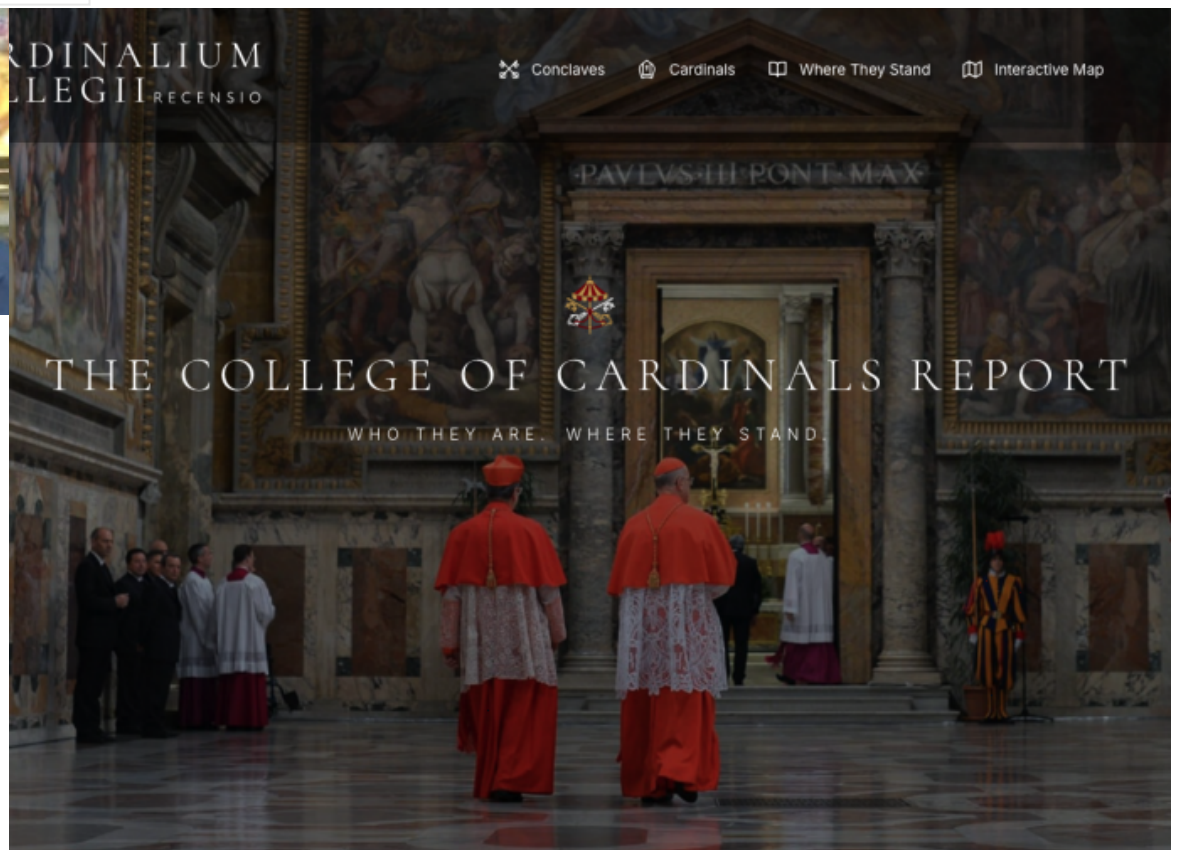 RDINALIUM
LLEGII RECENSIO
Conclaves Cardinals Where They Stand Interactive Map
·PAVLVS·III·PONT·MAX·
THE COLLEGE OF CARDINALS REPORT
WHO THEY ARE. WHERE THEY STAND.